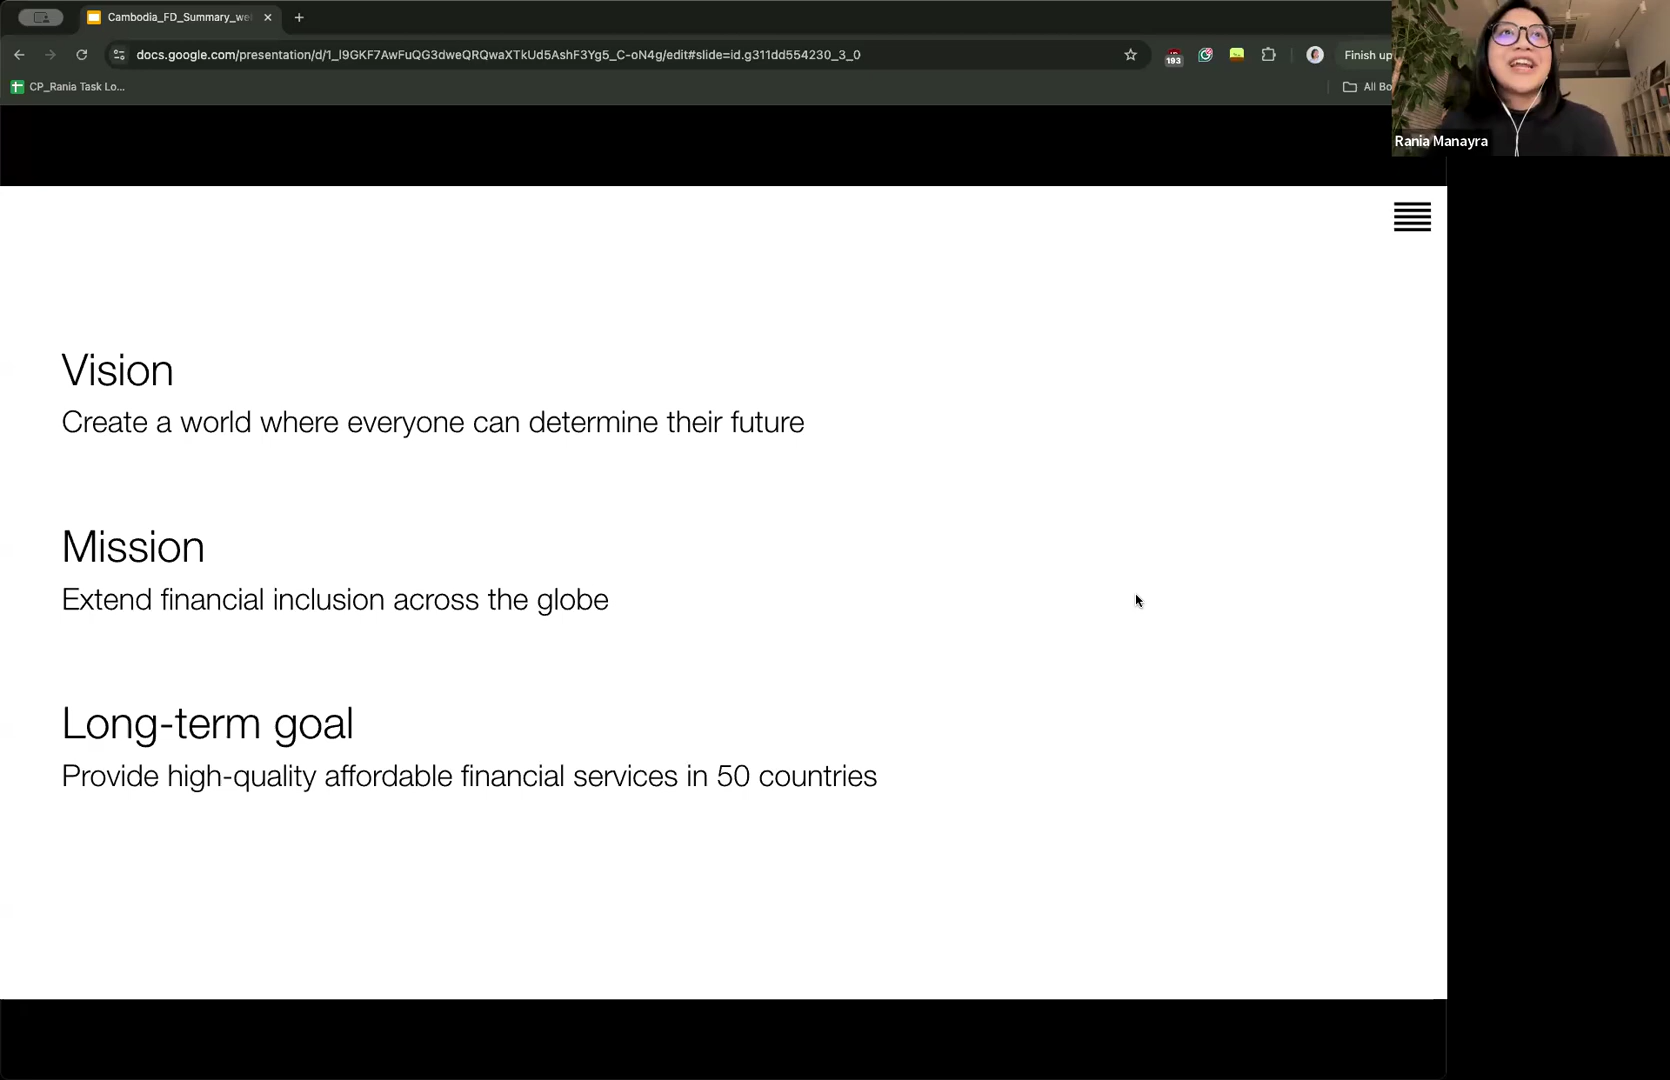 Cambodia_FD_Summary_we
docs.google.com/presentation/d/1_l9GKF7AwFuQG3dweQRQwaXTkUd5AshF3Yg5_C-oN4g/edit#slide=id.g311dd554230_3_0
193
Finish up
CP_Rania Task Lo...
All Bo
Rania Manayra
Vision
Create a world where everyone can determine their future
Mission
Extend financial inclusion across the globe
Long-term goal
Provide high-quality affordable financial services in 50 countries